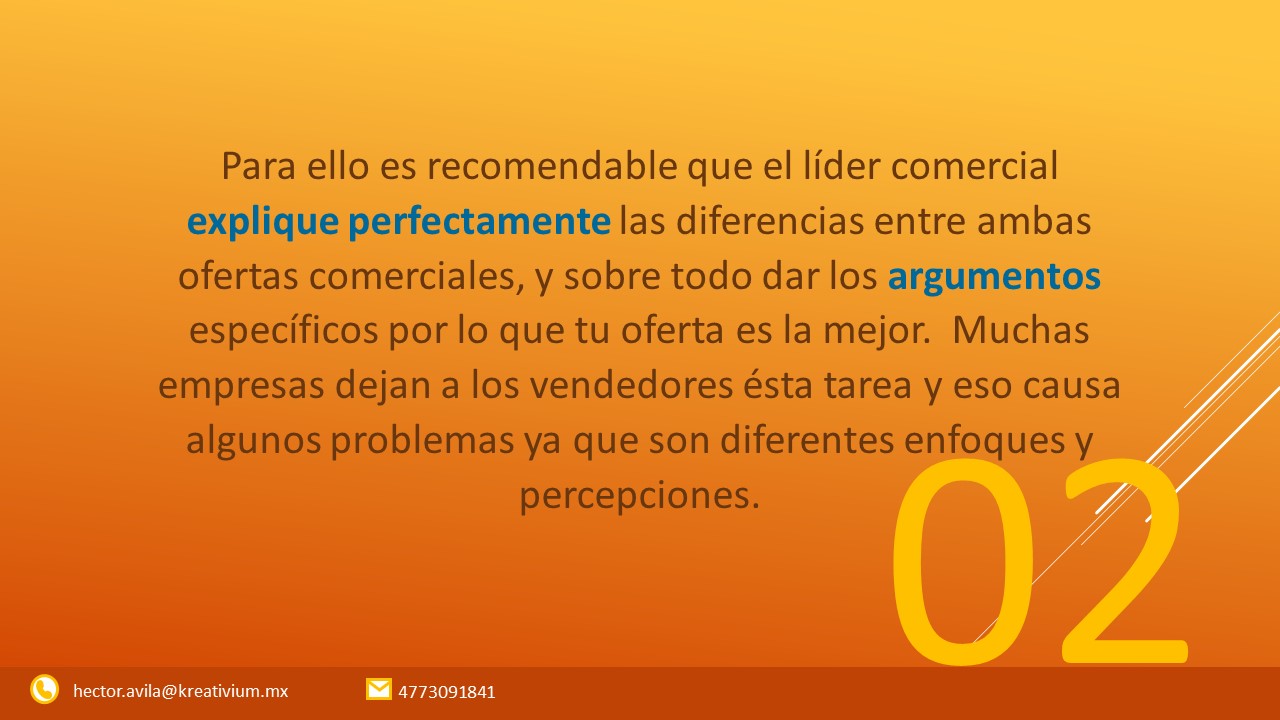 Para ello es recomendable que el líder comercial
explique perfectamente las diferencias entre ambas
ofertas comerciales, y sobre todo dar los argumentos
específicos por lo que tu oferta es la mejor.  Muchas
empresas dejan a los vendedores ésta tarea y eso causa
algunos problemas ya que son diferentes enfoques y
percepciones.
02
hector.avila@kreativium.mx
4773091841